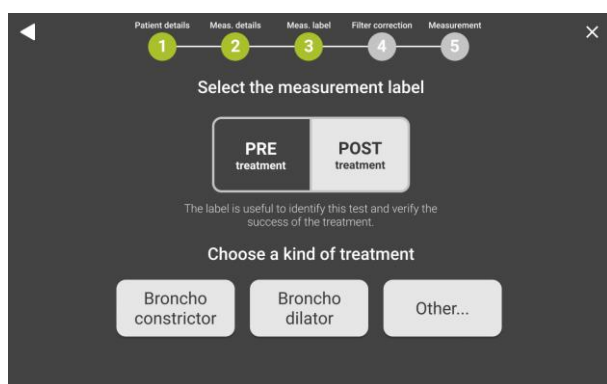 Patient details Meas. details Meas. label Filter correction Measurement
1 2 3 4 5
Select the measurement label
PRE POST
treatment treatment
The label is useful to identify this test and verify the
success of the treatment.
Choose a kind of treatment
Broncho Broncho Other...
constrictor dilator